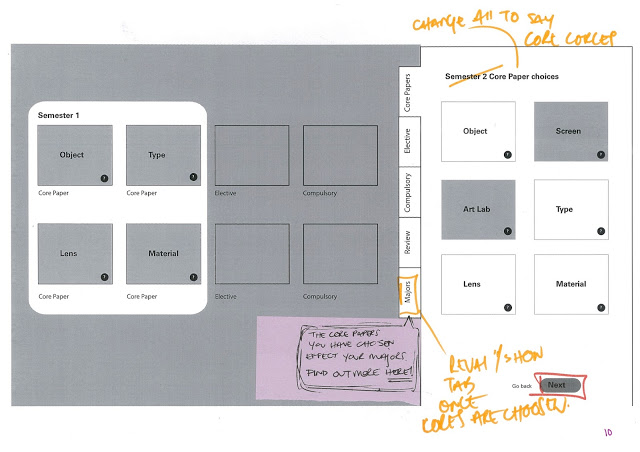 CHANGE All TO SAY
CORE CORCES
Semester 2 Core Paper choices
Core Papers
Elective
Compulsory
Review
Majors
Semester 1
Object
Type
Core Paper
Core Paper
Elective
Compulsory
Lens
Material
Core Paper
Core Paper
Elective
Compulsory
Object
Screen
Art Lab
Type
Lens
Material
THE CORE PAPERS
YOU HAVE CHOSEN
EFFECT YOUR MAJORS
FIND OUT MORE HERE!
SHOW
TAB
ONCE
CORES ARE CHOOSEN.
Go back
Next
10